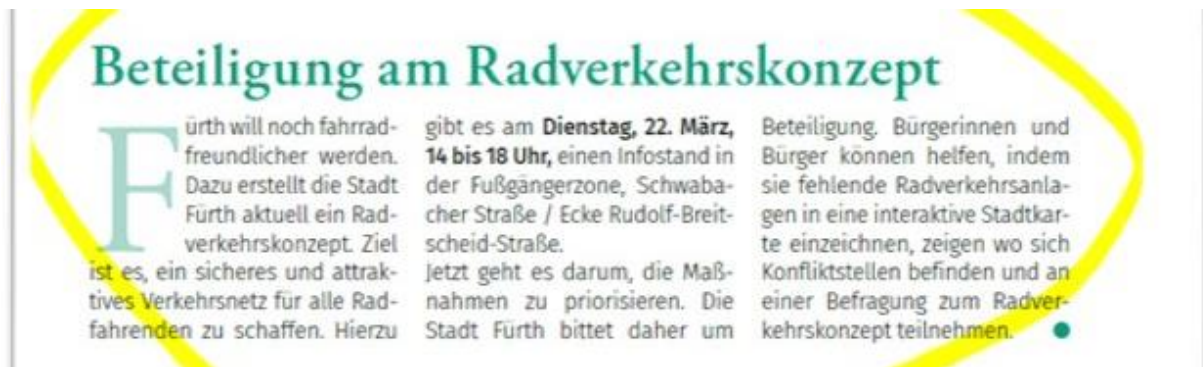 Beteiligung am Radverkehrskonzept
Fürth will noch fahrrad-
freundlicher werden.
Dazu erstellt die Stadt
Fürth aktuell ein Rad-
verkehrskonzept. Ziel
ist es, ein sicheres und attrak-
tives Verkehrsnetz für alle Rad-
fahrenden zu schaffen. Hierzu
gibt es am Dienstag, 22. März,
14 bis 18 Uhr, einen Infostand in
der Fußgängerzone, Schwaba-
cher Straße / Ecke Rudolf-Breit-
scheid-Straße.
Jetzt geht es darum, die Maß-
nahmen zu priorisieren. Die
Stadt Fürth bittet daher um
Beteiligung. Bürgerinnen und
Bürger können helfen, indem
sie fehlende Radverkehrsanla-
gen in eine interaktive Stadtkar-
te einzeichnen, zeigen wo sich
Konfliktstellen befinden und an
einer Befragung zum Radver-
kehrskonzept teilnehmen.